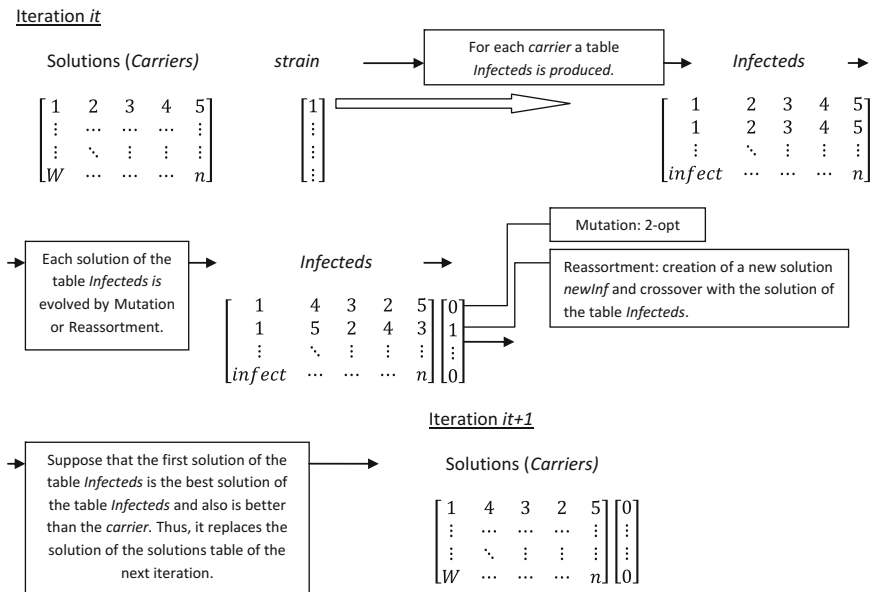 Iteration it
Solutions (Carriers)
strain
For each carrier a table
Infecteds is produced.
Infecteds
1 2 3 4 5
⋮ ⋯ ⋯ ⋯ ⋮
⋮ ⋱ ⋮ ⋮ ⋮
W ⋯ ⋯ ⋯ n
1
⋮
⋮
⋮
1 2 3 4 5
1 2 3 4 5
⋮ ⋱ ⋮ ⋮ ⋮
infect ⋯ ⋯ ⋯ n
Each solution of the
table Infecteds is
evolved by Mutation
or Reassortment.
Infecteds
1 4 3 2 5
1 5 2 4 3
⋮ ⋱ ⋮ ⋮ ⋮
infect ⋯ ⋯ ⋯ n
0
1
⋮
0
Mutation: 2-opt
Reassortment: creation of a new solution
newInf and crossover with the solution of
the table Infecteds.
Suppose that the first solution of the
table Infecteds is the best solution of
the table Infecteds and also is better
than the carrier. Thus, it replaces the
solution of the solutions table of the
next iteration.
Iteration it+1
Solutions (Carriers)
1 4 3 2 5
⋮ ⋯ ⋯ ⋯ ⋮
⋮ ⋱ ⋮ ⋮ ⋮
W ⋯ ⋯ ⋯ n
0
⋮
⋮
0